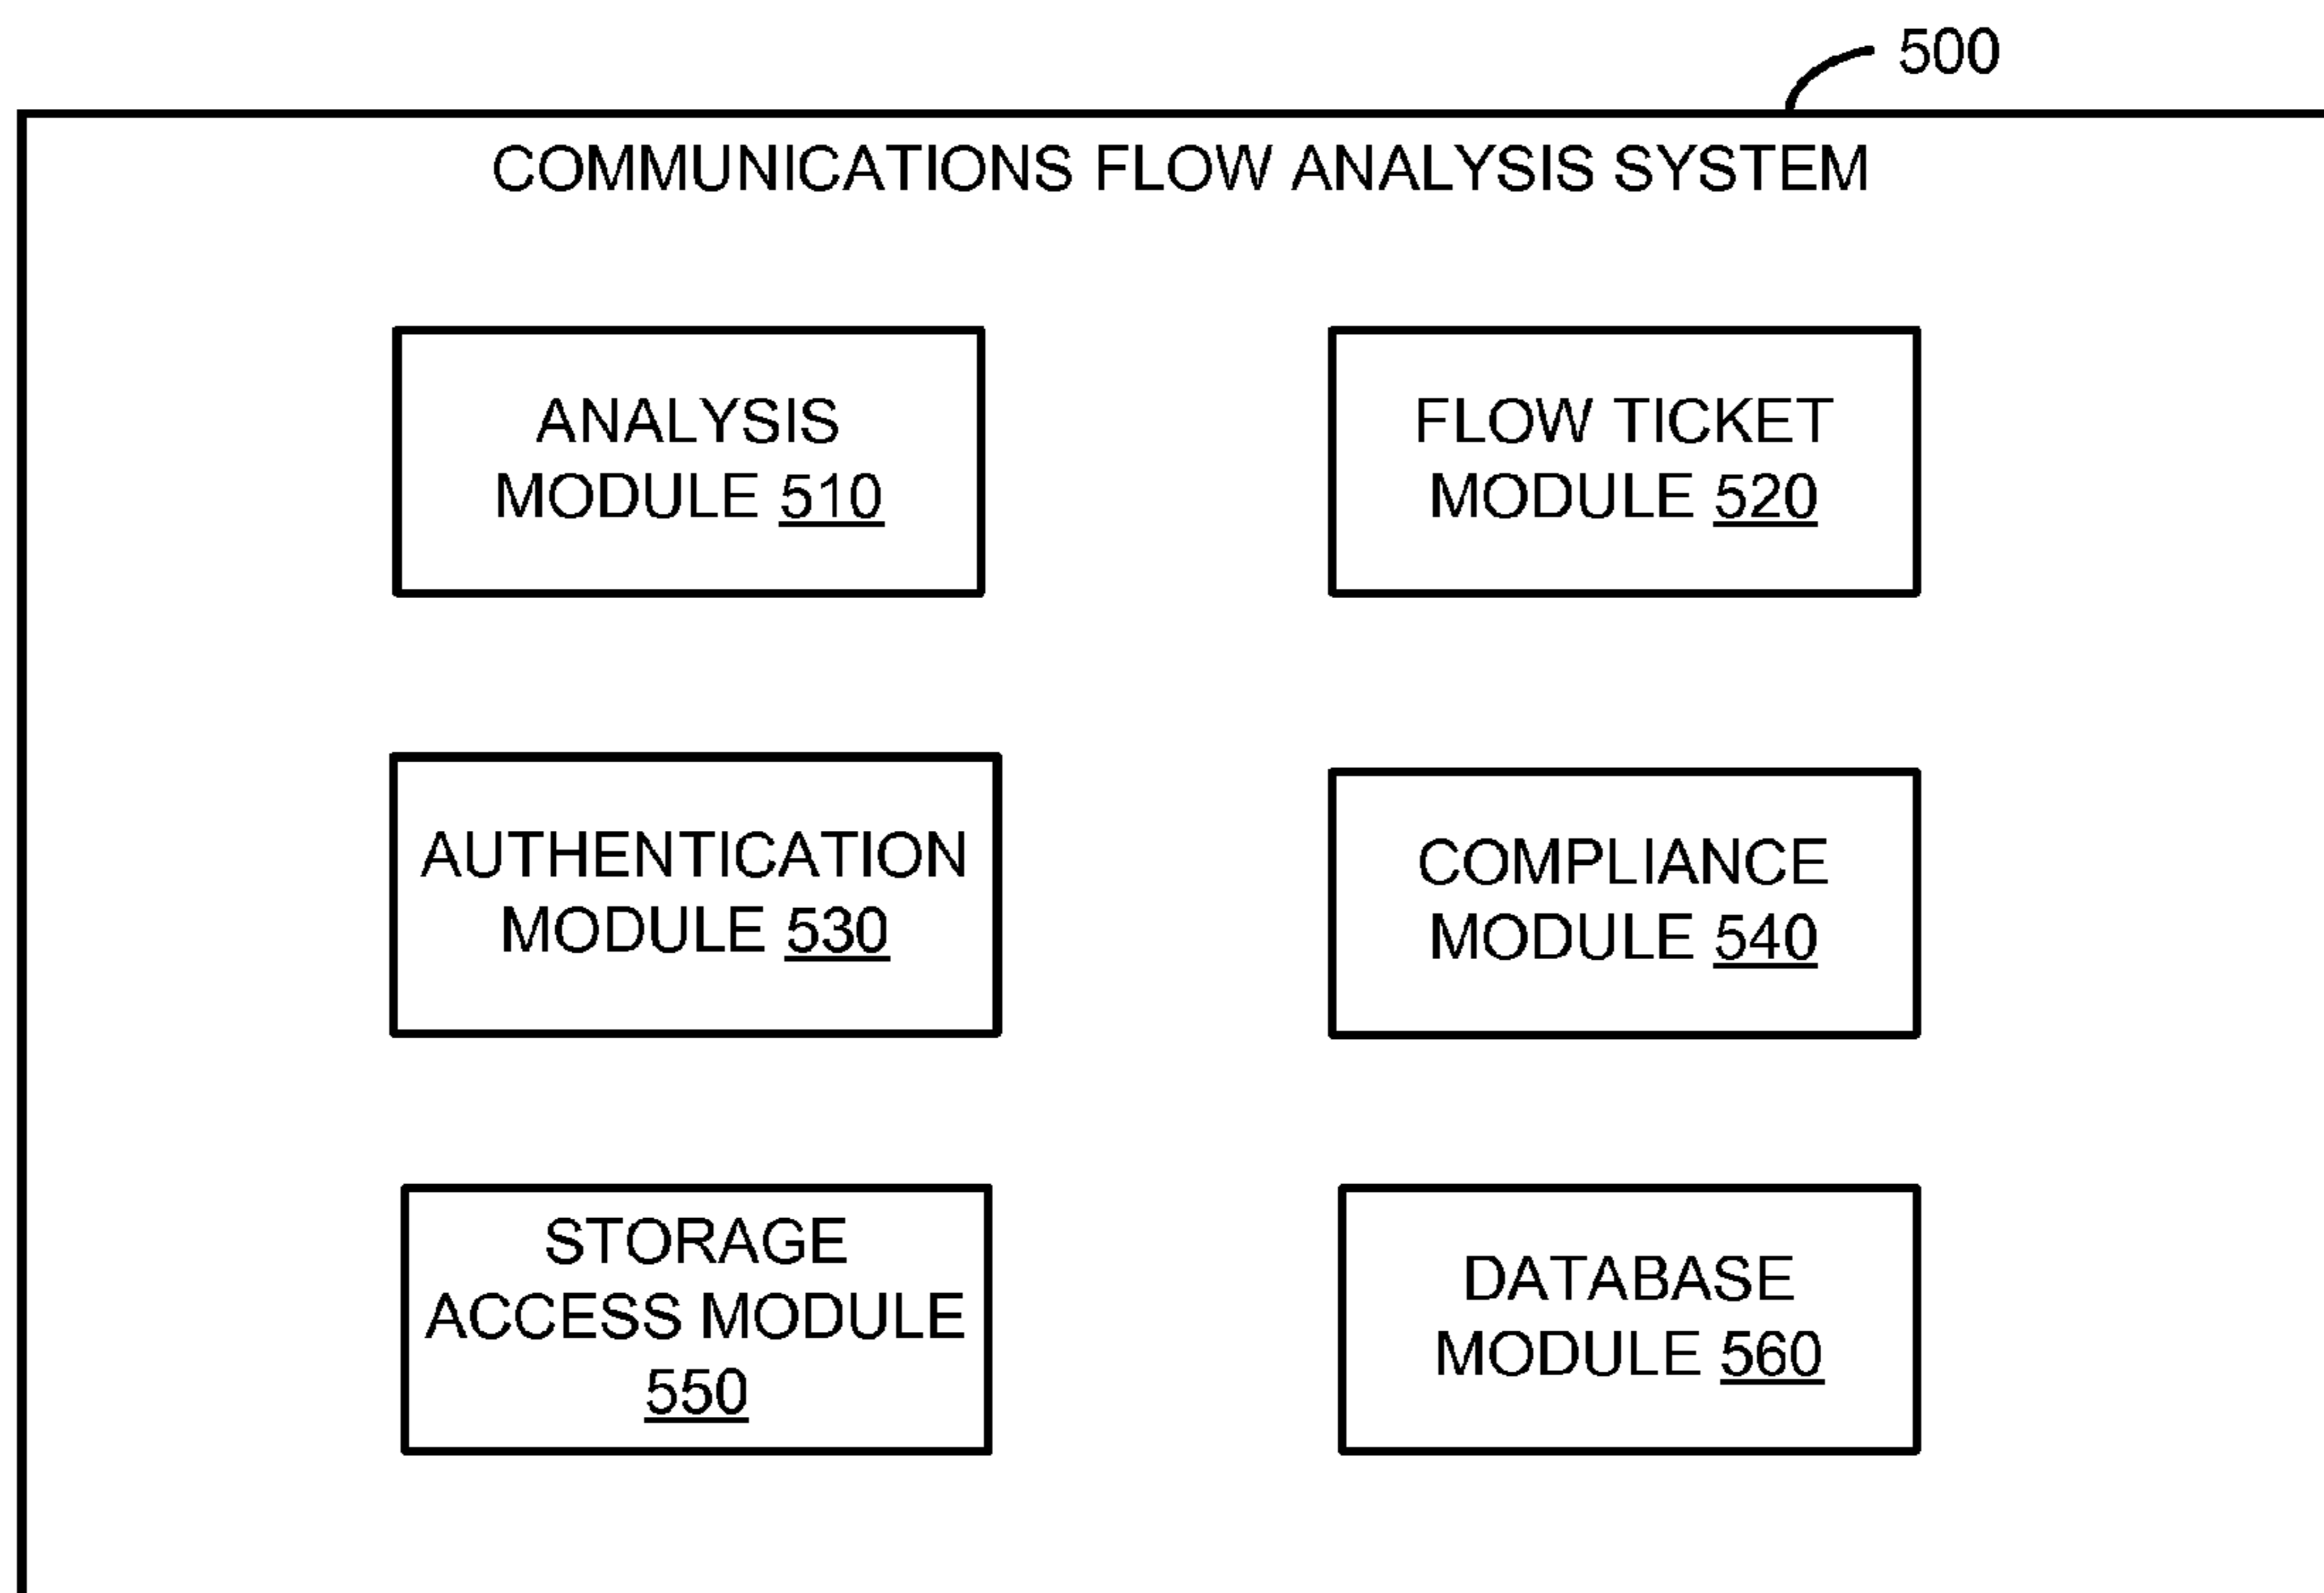 500
COMMUNICATIONS FLOW ANALYSIS SYSTEM
ANALYSIS
MODULE 510
FLOW TICKET
MODULE 520
AUTHENTICATION
MODULE 530
COMPLIANCE
MODULE 540
STORAGE
ACCESS MODULE
550
DATABASE
MODULE 560